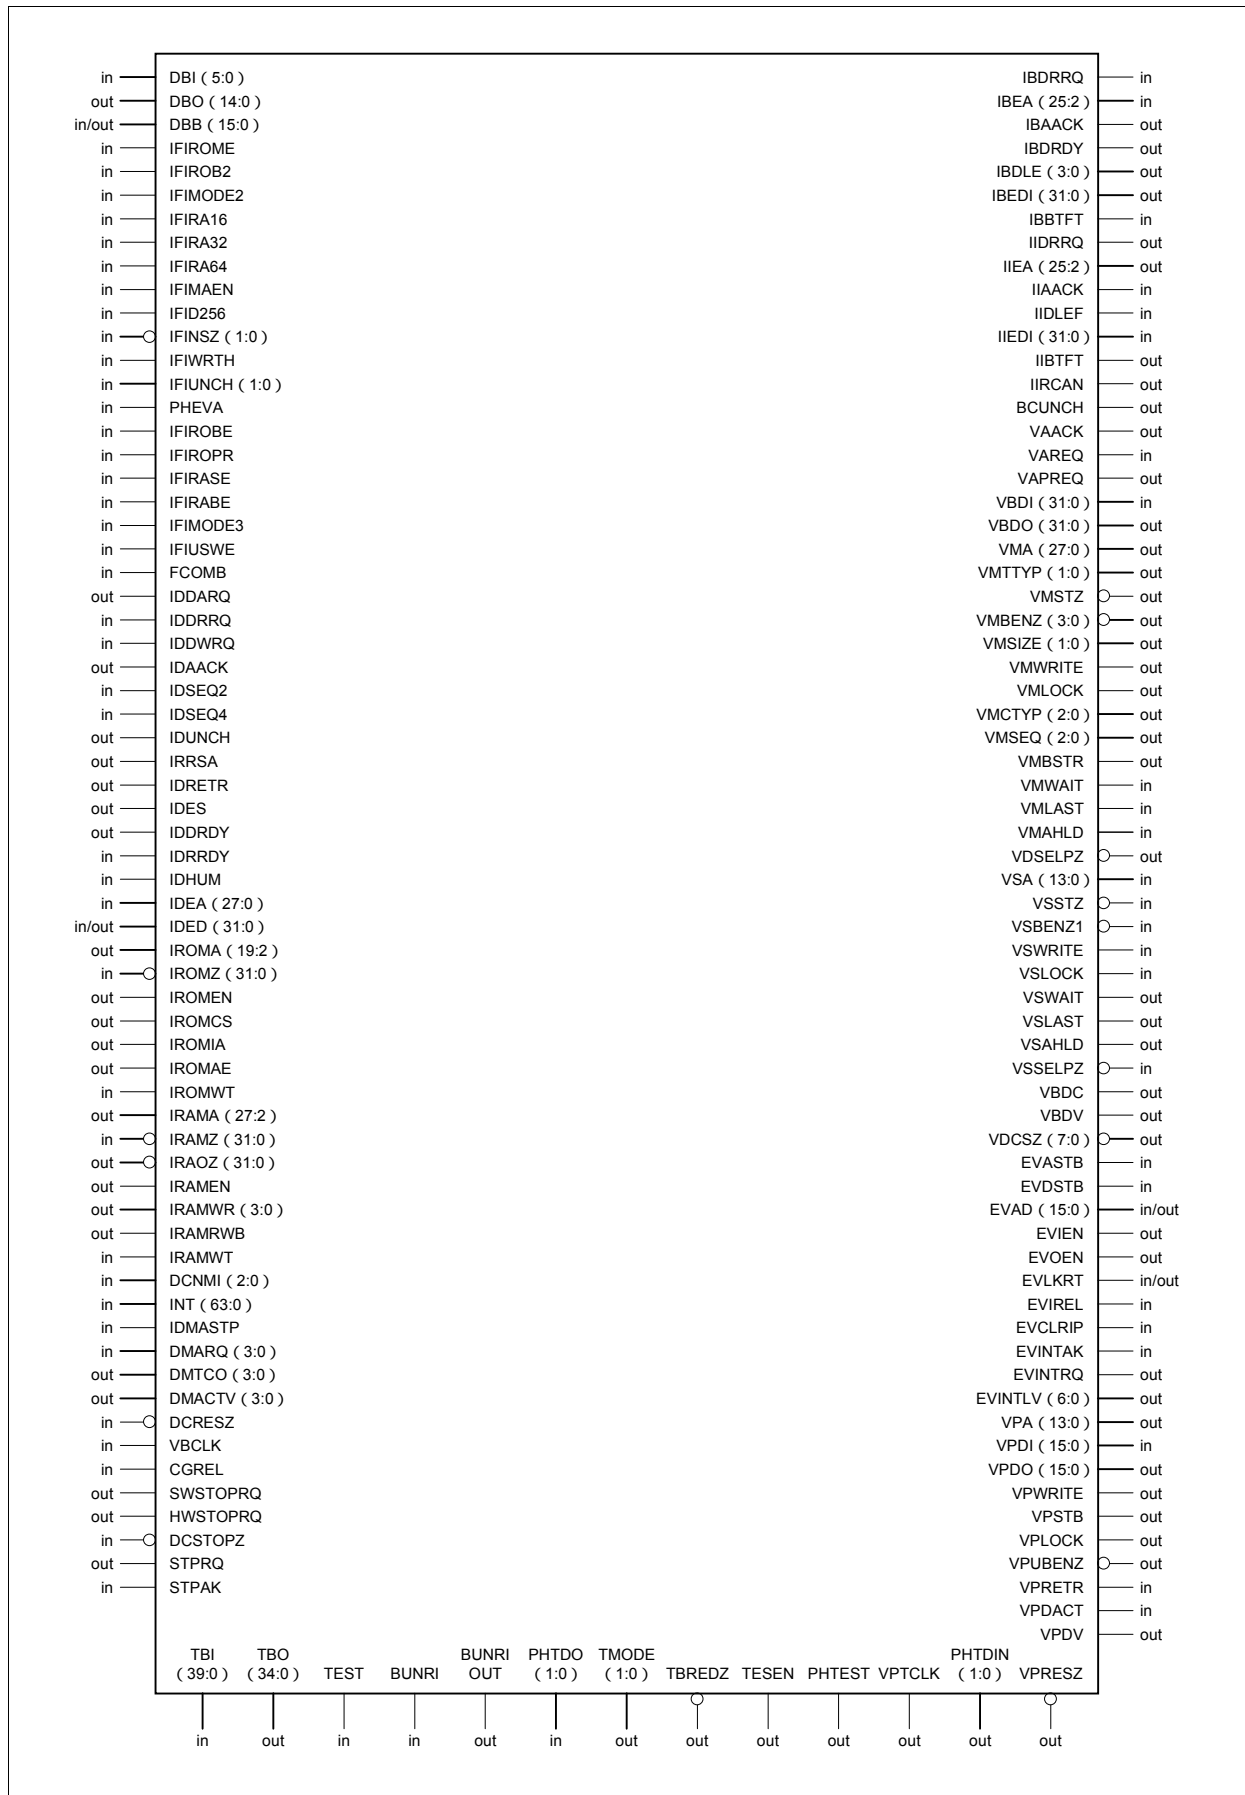 in DBI ( 5:0 ) IBDRRQ in
out DBO ( 14:0 ) IBEA ( 25:2 ) in
in/out DBB ( 15:0 ) IBAACK out
in IFIROME IBDRDY out
in IFIROB2 IBDLE ( 3:0 ) out
in IFIMODE2 IBEDI ( 31:0 ) out
in IFIRA16 IBBTFT in
in IFIRA32 IIDRRQ out
in IFIRA64 IIEA ( 25:2 ) out
in IFIMAEN IIAACK in
in IFID256 IIDLEF in
in IFINSZ ( 1:0 ) IIEDI ( 31:0 ) in
in IFIWRTH IIBTFT out
in IFIUNCH ( 1:0 ) IIRCAN out
in PHEVA BCUNCH out
in IFIROBE VAACK out
in IFIROPR VAREQ in
in IFIRASE VAPREQ out
in IFIRABE VBDI ( 31:0 ) in
in IFIMODE3 VBDO ( 31:0 ) out
in IFIUSWE VMA ( 27:0 ) out
in FCOMB VMTTYP ( 1:0 ) out
out IDDARQ VMSTZ out
in IDDRRQ VMBENZ ( 3:0 ) out
in IDDWRQ VMSIZE ( 1:0 ) out
out IDAACK VMWRITE out
in IDSEQ2 VMLOCK out
in IDSEQ4 VMCTYP ( 2:0 ) out
out IDUNCH VMSEQ ( 2:0 ) out
out IRRSA VMBSTR out
out IDRETR VMWAIT in
out IDES VMLAST in
out IDDRDY VMAHLD in
in IDRRDY VDSELPZ out
in IDHUM VSA ( 13:0 ) in
in IDEA ( 27:0 ) VSSTZ in
in/out IDED ( 31:0 ) VSBENZ1 in
out IROMA ( 19:2 ) VSWRITE in
in IROMZ ( 31:0 ) VSLOCK in
out IROMEN VSWAIT out
out IROMCS VSLAST out
out IROMIA VSAHLD out
out IROMAE VSSELPZ in
in IROMWT VBDC out
out IRAMA ( 27:2 ) VBDV out
in IRAMZ ( 31:0 ) VDCSZ ( 7:0 ) out
out IRAOZ ( 31:0 ) EVASTB in
out IRAMEN EVDSTB in
out IRAMWR ( 3:0 ) EVAD ( 15:0 ) in/out
out IRAMRWB EVIEN out
in IRAMWT EVOEN out
in DCNMI ( 2:0 ) EVLKRT in/out
in INT ( 63:0 ) EVIREL in
in IDMASTP EVCLRIP in
in DMARQ ( 3:0 ) EVINTAK in
out DMTCO ( 3:0 ) EVINTRQ out
out DMACTV ( 3:0 ) EVINTLV ( 6:0 ) out
in DCRESZ VPA ( 13:0 ) out
in VBCLK VPDI ( 15:0 ) in
in CGREL VPDO ( 15:0 ) out
out SWSTOPRQ VPWRITE out
out HWSTOPRQ VPSTB out
in DCSTOPZ VPLOCK out
out STPRQ VPUBENZ out
in STPAK VPRETR in
VPDACT in
VPDV out
TBI TBO BUNRI PHTDO TMODE PHTDIN
( 39:0 ) ( 34:0 ) TEST BUNRI OUT ( 1:0 ) ( 1:0 ) TBREDZ TESEN PHTEST VPTCLK ( 1:0 ) VPRESZ
in out in in out in out out out out out out out